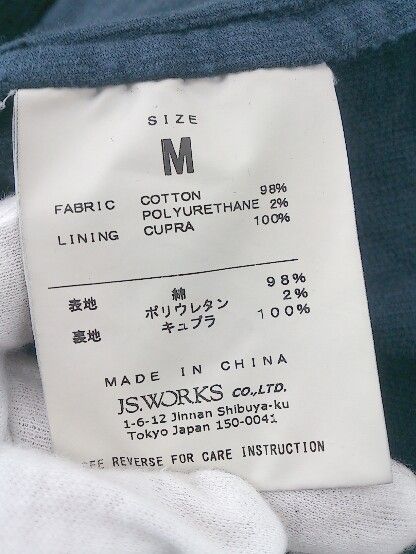 SIZE
M
FABRIC COTTON 98%
POLYURETHANE 2%
LINING CUPRA 100%
表地 綿 98%
ポリウレタン 2%
裏地 キュプラ 100%
MADE IN CHINA
JS.WORKS CO.,LTD.
1-6-12 Jinnan Shibuya-ku
Tokyo Japan 150-0041
REVERSE FOR CARE INSTRUCTION